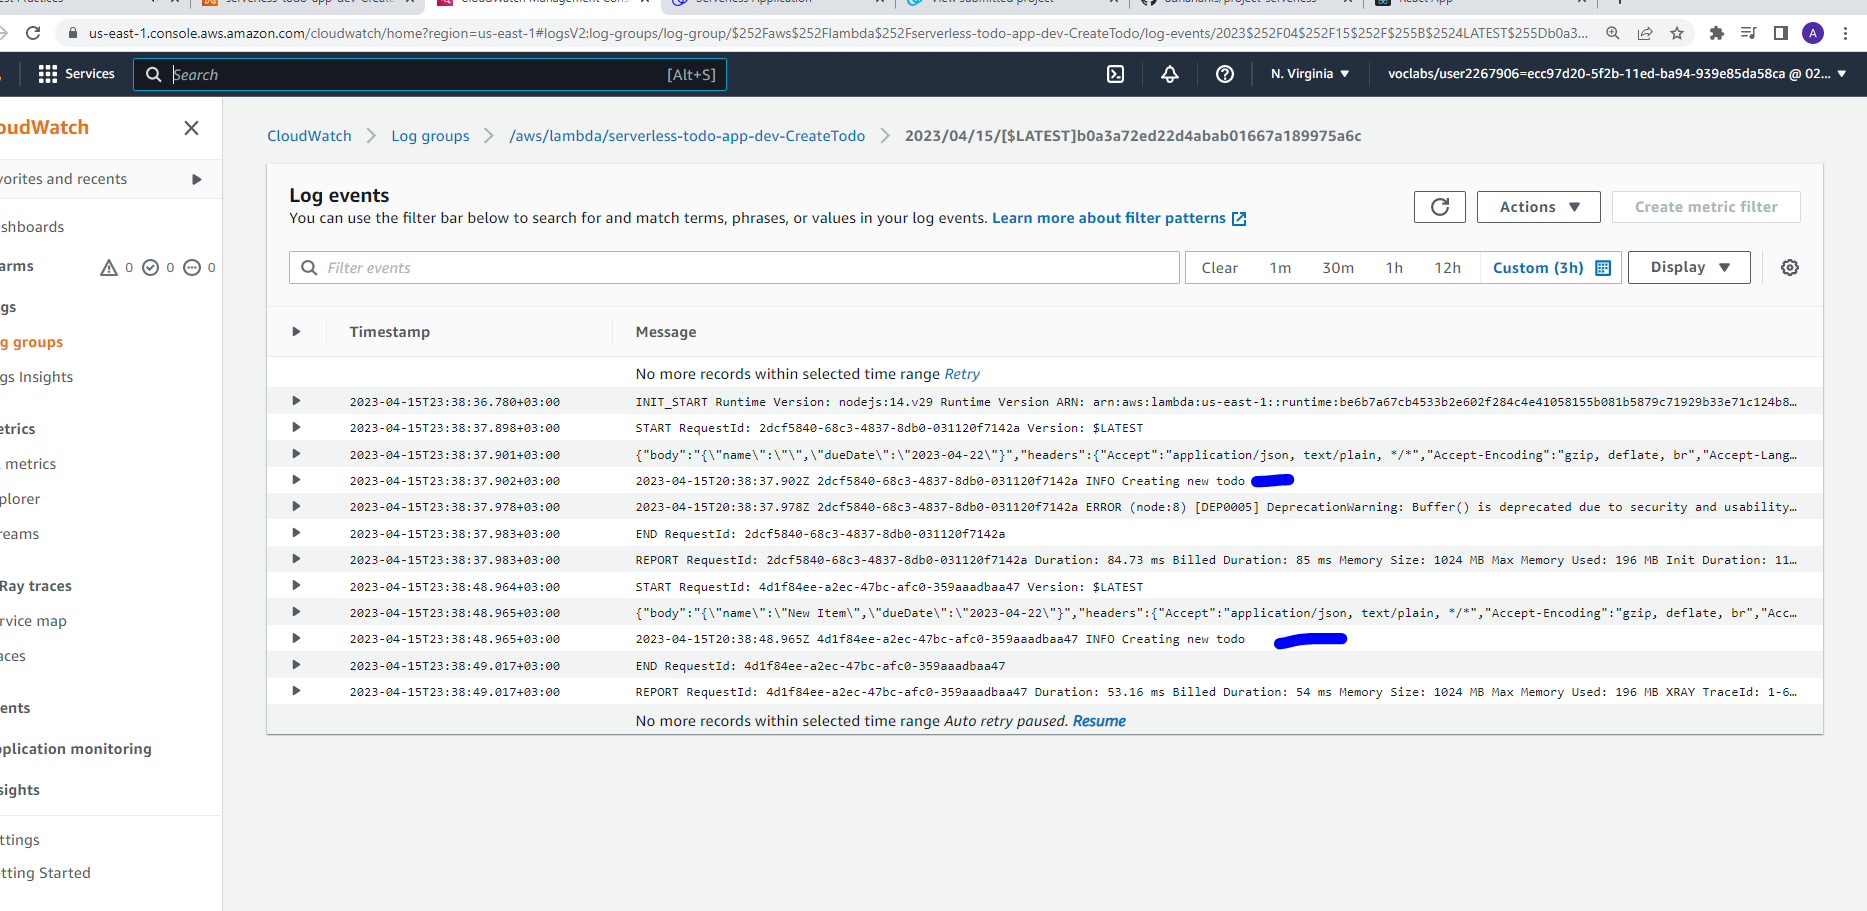 serverless-todo-app-dev-Create
CloudWatch Management Cons
Serverless Application
View submitted project
React App
us-east-1.console.aws.amazon.com/cloudwatch/home?region=us-east-1#logsV2:log-groups/log-group/$252Faws$252Flambda$252Fserverless-todo-app-dev-CreateTodo/log-events/2023$252F04$252F15$252F$255B$2524LATEST$255Db0a3...
A
Services
Search
[Alt+S]
N. Virginia
voclabs/user2267906=ecc97d20-5f2b-11ed-ba94-939e85da58ca @ 02...
oudWatch
CloudWatch
Log groups
/aws/lambda/serverless-todo-app-dev-CreateTodo
2023/04/15/[$LATEST]b0a3a72ed22d4abab01667a189975a6c
vorites and recents
shboards
arms 0 0 0
gs
g groups
gs Insights
etrics
metrics
plorer
reams
Ray traces
rvice map
aces
ents
pplication monitoring
sights
ttings
tting Started
Log events
You can use the filter bar below to search for and match terms, phrases, or values in your log events. Learn more about filter patterns
Actions
Create metric filter
Filter events
Clear 1m 30m 1h 12h Custom (3h)
Display
Timestamp Message
No more records within selected time range Retry
2023-04-15T23:38:36.780+03:00 INIT_START Runtime Version: nodejs:14.v29 Runtime Version ARN: arn:aws:lambda:us-east-1::runtime:be6b7a67cb4533b2e602f284c4e41058155b081b5879c71929b33e71c124b8...
2023-04-15T23:38:37.898+03:00 START RequestId: 2dcf5840-68c3-4837-8db0-031120f7142a Version: $LATEST
2023-04-15T23:38:37.901+03:00 {"body":"{\"name\":\"\",\"dueDate\":\"2023-04-22\"}","headers":{"Accept":"application/json, text/plain, */*","Accept-Encoding":"gzip, deflate, br","Accept-Lang...
2023-04-15T23:38:37.902+03:00 2023-04-15T20:38:37.902Z 2dcf5840-68c3-4837-8db0-031120f7142a INFO Creating new todo
2023-04-15T23:38:37.978+03:00 2023-04-15T20:38:37.978Z 2dcf5840-68c3-4837-8db0-031120f7142a ERROR (node:8) [DEP0005] DeprecationWarning: Buffer() is deprecated due to security and usability...
2023-04-15T23:38:37.983+03:00 END RequestId: 2dcf5840-68c3-4837-8db0-031120f7142a
2023-04-15T23:38:37.983+03:00 REPORT RequestId: 2dcf5840-68c3-4837-8db0-031120f7142a Duration: 84.73 ms Billed Duration: 85 ms Memory Size: 1024 MB Max Memory Used: 196 MB Init Duration: 11...
2023-04-15T23:38:48.964+03:00 START RequestId: 4d1f84ee-a2ec-47bc-afc0-359aaadbaa47 Version: $LATEST
2023-04-15T23:38:48.965+03:00 {"body":"{\"name\":\"New Item\",\"dueDate\":\"2023-04-22\"}","headers":{"Accept":"application/json, text/plain, */*","Accept-Encoding":"gzip, deflate, br","Acc...
2023-04-15T23:38:48.965+03:00 2023-04-15T20:38:48.965Z 4d1f84ee-a2ec-47bc-afc0-359aaadbaa47 INFO Creating new todo
2023-04-15T23:38:49.017+03:00 END RequestId: 4d1f84ee-a2ec-47bc-afc0-359aaadbaa47
2023-04-15T23:38:49.017+03:00 REPORT RequestId: 4d1f84ee-a2ec-47bc-afc0-359aaadbaa47 Duration: 53.16 ms Billed Duration: 54 ms Memory Size: 1024 MB Max Memory Used: 196 MB XRAY TraceId: 1-6...
No more records within selected time range Auto retry paused. Resume